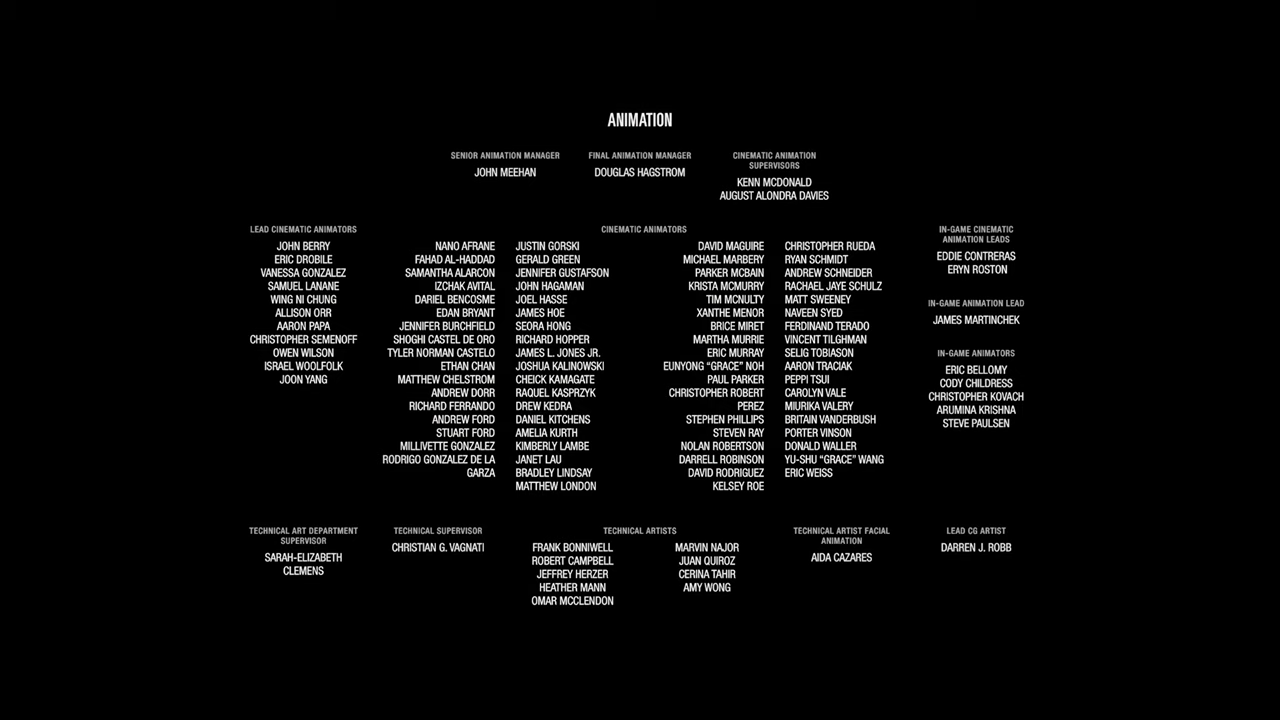 ANIMATION
SENIOR ANIMATION MANAGER
JOHN MEEHAN
FINAL ANIMATION MANAGER
DOUGLAS HAGSTROM
CINEMATIC ANIMATION
SUPERVISORS
KENN MCDONALD
AUGUST ALONDRA DAVIES
LEAD CINEMATIC ANIMATORS
JOHN BERRY
ERIC DROBILE
VANESSA GONZALEZ
SAMUEL LANANE
WING NI CHUNG
ALLISON ORR
AARON PAPA
CHRISTOPHER SEMENOFF
OWEN WILSON
ISRAEL WOOLFOLK
JOON YANG
CINEMATIC ANIMATORS
NANO AFRANE
FAHAD AL-HADDAD
SAMANTHA ALARCON
IZCHAK AVITAL
DARIEL BENCOSME
EDAN BRYANT
JENNIFER BURCHFIELD
SHOGHI CASTEL DE ORO
TYLER NORMAN CASTELO
ETHAN CHAN
MATTHEW CHELSTROM
ANDREW DORR
RICHARD FERRANDO
ANDREW FORD
STUART FORD
MILLIVETTE GONZALEZ
RODRIGO GONZALEZ DE LA
GARZA
JUSTIN GORSKI
GERALD GREEN
JENNIFER GUSTAFSON
JOHN HAGAMAN
JOEL HASSE
JAMES HOE
SEORA HONG
RICHARD HOPPER
JAMES L. JONES JR.
JOSHUA KALINOWSKI
CHEICK KAMAGATE
RAQUEL KASPRZYK
DREW KEDRA
DANIEL KITCHENS
AMELIA KURTH
KIMBERLY LAMBE
JANET LAU
BRADLEY LINDSAY
MATTHEW LONDON
DAVID MAGUIRE
MICHAEL MARBERY
PARKER MCBAIN
KRISTA MCMURRY
TIM MCNULTY
XANTHE MENOR
BRICE MIRET
MARTHA MURRIE
ERIC MURRAY
EUNYONG “GRACE” NOH
PAUL PARKER
CHRISTOPHER ROBERT
PEREZ
STEPHEN PHILLIPS
STEVEN RAY
NOLAN ROBERTSON
DARRELL ROBINSON
DAVID RODRIGUEZ
KELSEY ROE
CHRISTOPHER RUEDA
RYAN SCHMIDT
ANDREW SCHNEIDER
RACHAEL JAYE SCHULZ
MATT SWEENEY
NAVEEN SYED
FERDINAND TERADO
VINCENT TILGHMAN
SELIG TOBIASON
AARON TRACIAK
PEPPI TSUI
CAROLYN VALE
MIURIKA VALERY
BRITAIN VANDERBUSH
PORTER VINSON
DONALD WALLER
YU-SHU “GRACE” WANG
ERIC WEISS
IN-GAME CINEMATIC
ANIMATION LEADS
EDDIE CONTRERAS
ERYN ROSTON
IN-GAME ANIMATION LEAD
JAMES MARTINCHEK
IN-GAME ANIMATORS
ERIC BELLOMY
CODY CHILDRESS
CHRISTOPHER KOVACH
ARUMINA KRISHNA
STEVE PAULSEN
TECHNICAL ART DEPARTMENT
SUPERVISOR
SARAH-ELIZABETH
CLEMENS
TECHNICAL SUPERVISOR
CHRISTIAN G. VAGNATI
TECHNICAL ARTISTS
FRANK BONNIWELL
ROBERT CAMPBELL
JEFFREY HERZER
HEATHER MANN
OMAR MCCLENDON
MARVIN NAJOR
JUAN QUIROZ
CERINA TAHIR
AMY WONG
TECHNICAL ARTIST FACIAL
ANIMATION
AIDA CAZARES
LEAD CG ARTIST
DARREN J. ROBB